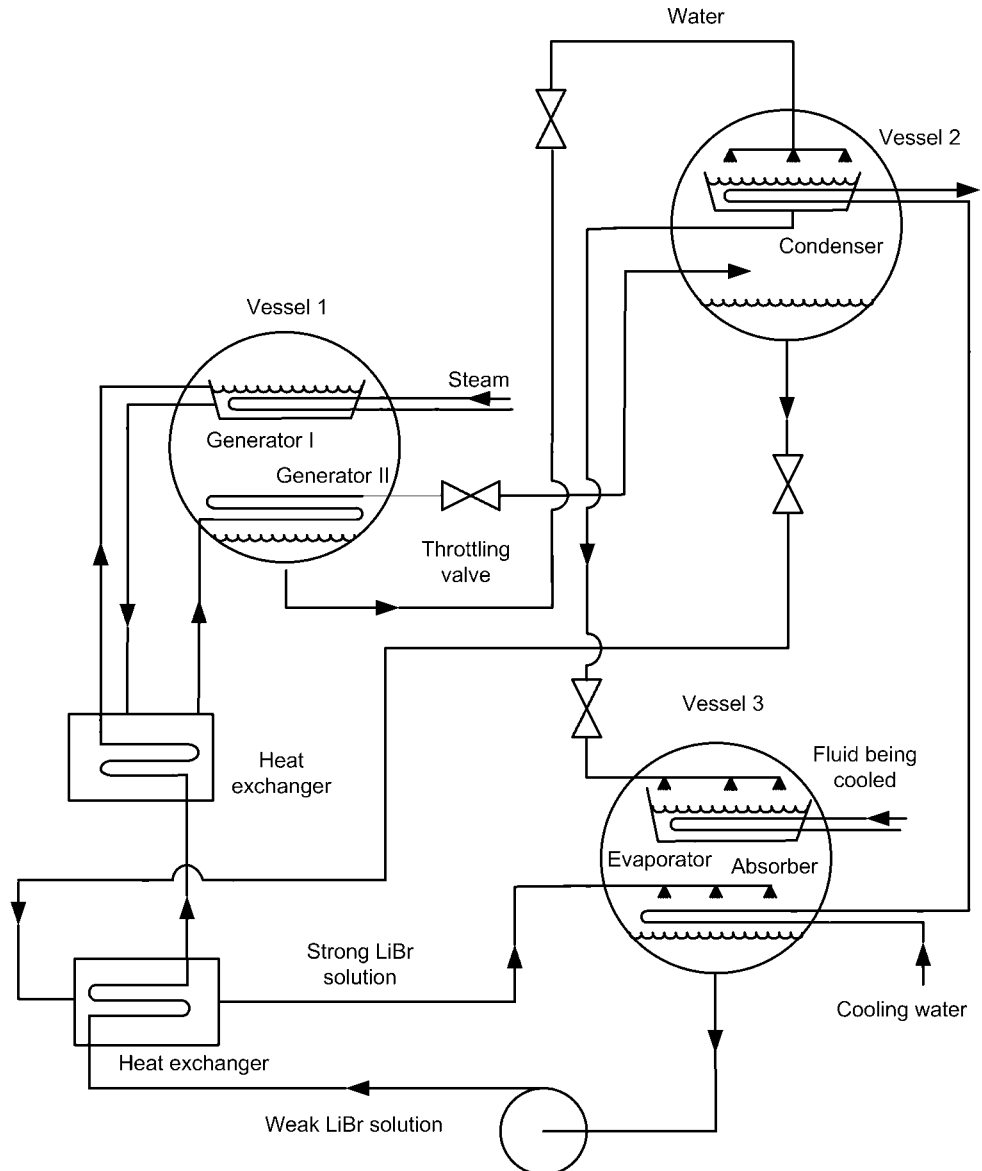 Water
Vessel 2
Condenser
Vessel 1
Steam
Generator I
Generator II
Throttling
valve
Vessel 3
Heat
exchanger
Fluid being
cooled
Evaporator
Absorber
Strong LiBr
solution
Cooling water
Heat exchanger
Weak LiBr solution